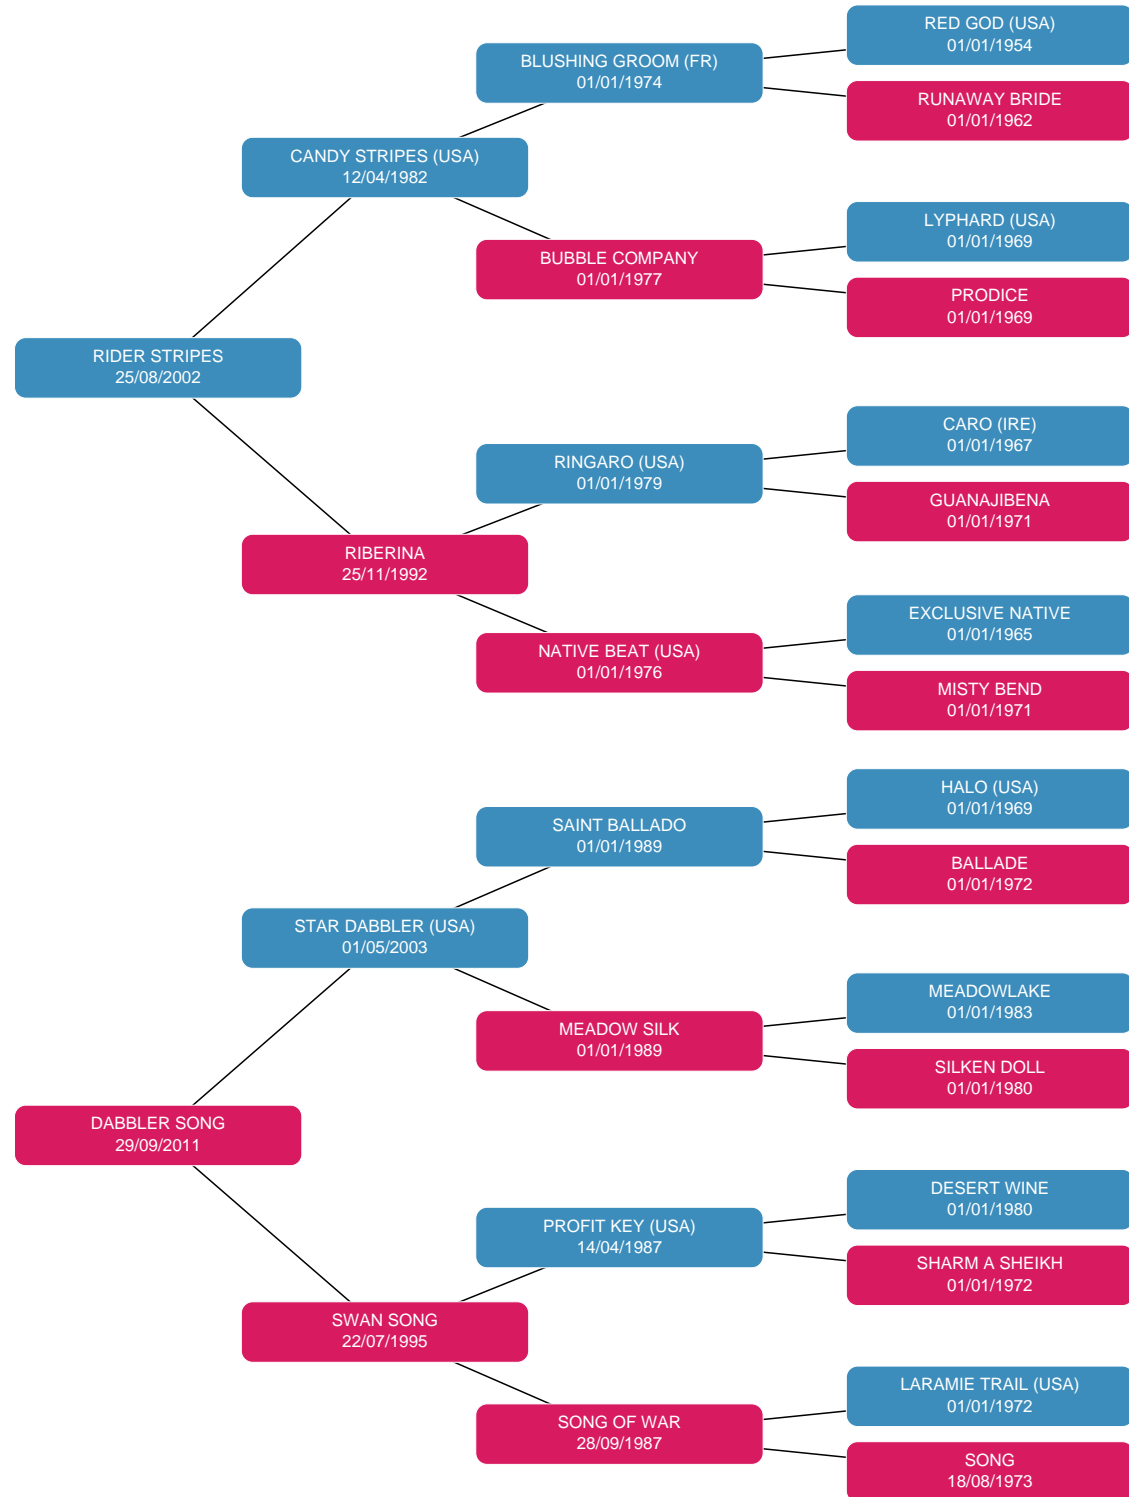 RED GOD (USA)
01/01/1954
BLUSHING GROOM (FR)
01/01/1974
RUNAWAY BRIDE
01/01/1962
CANDY STRIPES (USA)
12/04/1982
LYPHARD (USA)
01/01/1969
BUBBLE COMPANY
01/01/1977
PRODICE
01/01/1969
RIDER STRIPES
25/08/2002
CARO (IRE)
01/01/1967
RINGARO (USA)
01/01/1979
GUANAJIBENA
01/01/1971
RIBERINA
25/11/1992
EXCLUSIVE NATIVE
01/01/1965
NATIVE BEAT (USA)
01/01/1976
MISTY BEND
01/01/1971
HALO (USA)
01/01/1969
SAINT BALLADO
01/01/1989
BALLADE
01/01/1972
STAR DABBLER (USA)
01/05/2003
MEADOWLAKE
01/01/1983
MEADOW SILK
01/01/1989
SILKEN DOLL
01/01/1980
DABBLER SONG
29/09/2011
DESERT WINE
01/01/1980
PROFIT KEY (USA)
14/04/1987
SHARM A SHEIKH
01/01/1972
SWAN SONG
22/07/1995
LARAMIE TRAIL (USA)
01/01/1972
SONG OF WAR
28/09/1987
SONG
18/08/1973